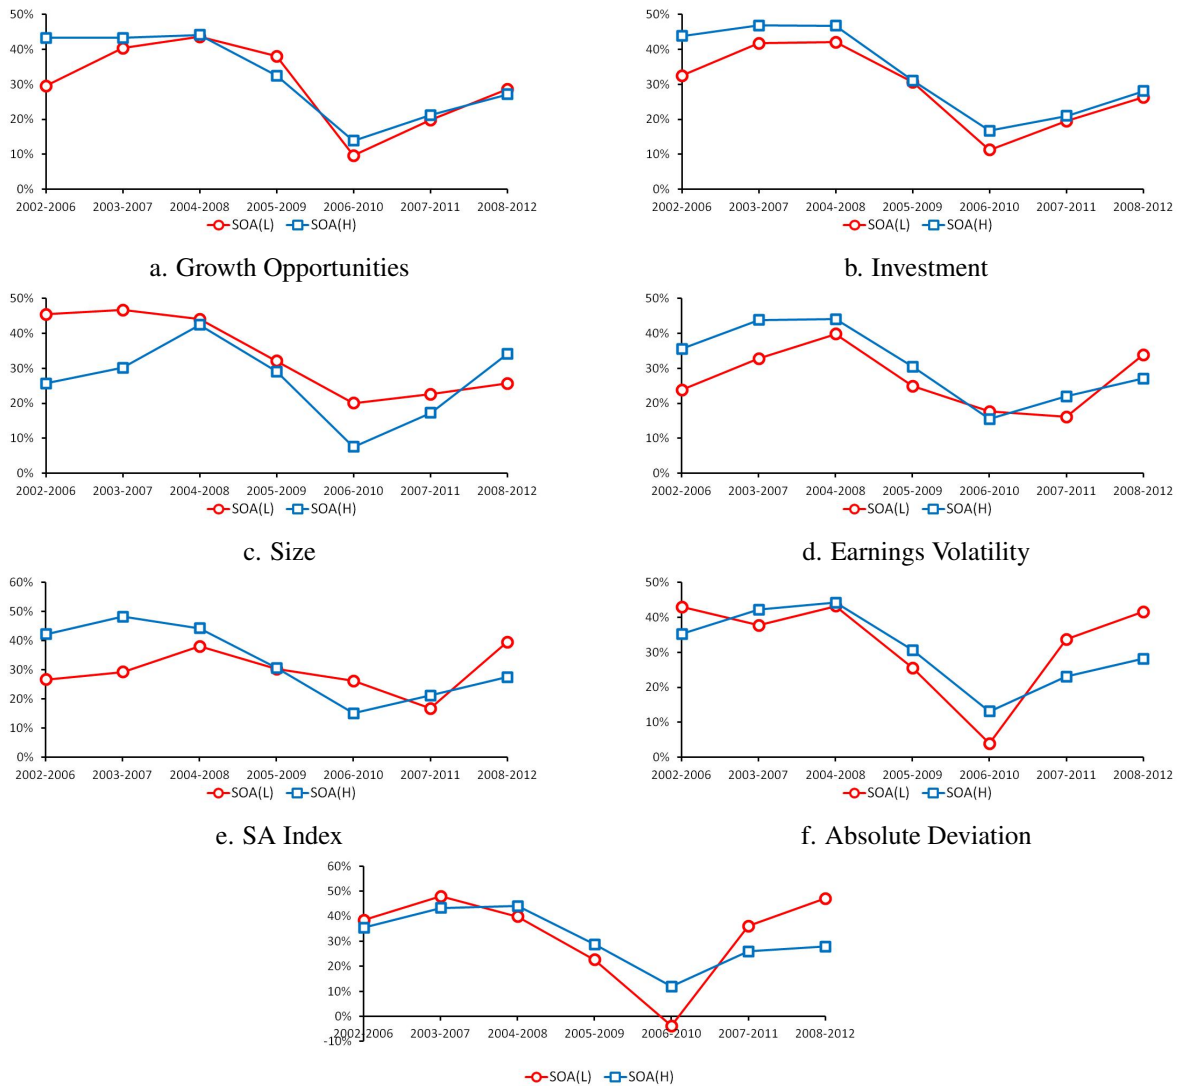 50%
40%
30%
20%
10%
0%
2002-2006 2003-2007 2004-2008 2005-2009 2006-2010 2007-2011 2008-2012
SOA(L) SOA(H)
a. Growth Opportunities
50%
40%
30%
20%
10%
0%
2002-2006 2003-2007 2004-2008 2005-2009 2006-2010 2007-2011 2008-2012
SOA(L) SOA(H)
b. Investment
50%
40%
30%
20%
10%
0%
2002-2006 2003-2007 2004-2008 2005-2009 2006-2010 2007-2011 2008-2012
SOA(L) SOA(H)
c. Size
50%
40%
30%
20%
10%
0%
2002-2006 2003-2007 2004-2008 2005-2009 2006-2010 2007-2011 2008-2012
SOA(L) SOA(H)
d. Earnings Volatility
60%
50%
40%
30%
20%
10%
0%
2002-2006 2003-2007 2004-2008 2005-2009 2006-2010 2007-2011 2008-2012
SOA(L) SOA(H)
e. SA Index
50%
40%
30%
20%
10%
0%
2002-2006 2003-2007 2004-2008 2005-2009 2006-2010 2007-2011 2008-2012
SOA(L) SOA(H)
f. Absolute Deviation
60%
50%
40%
30%
20%
10%
0%
2002-2006 2003-2007 2004-2008 2005-2009 2006-2010 2007-2011 2008-2012
-10%
SOA(L) SOA(H)